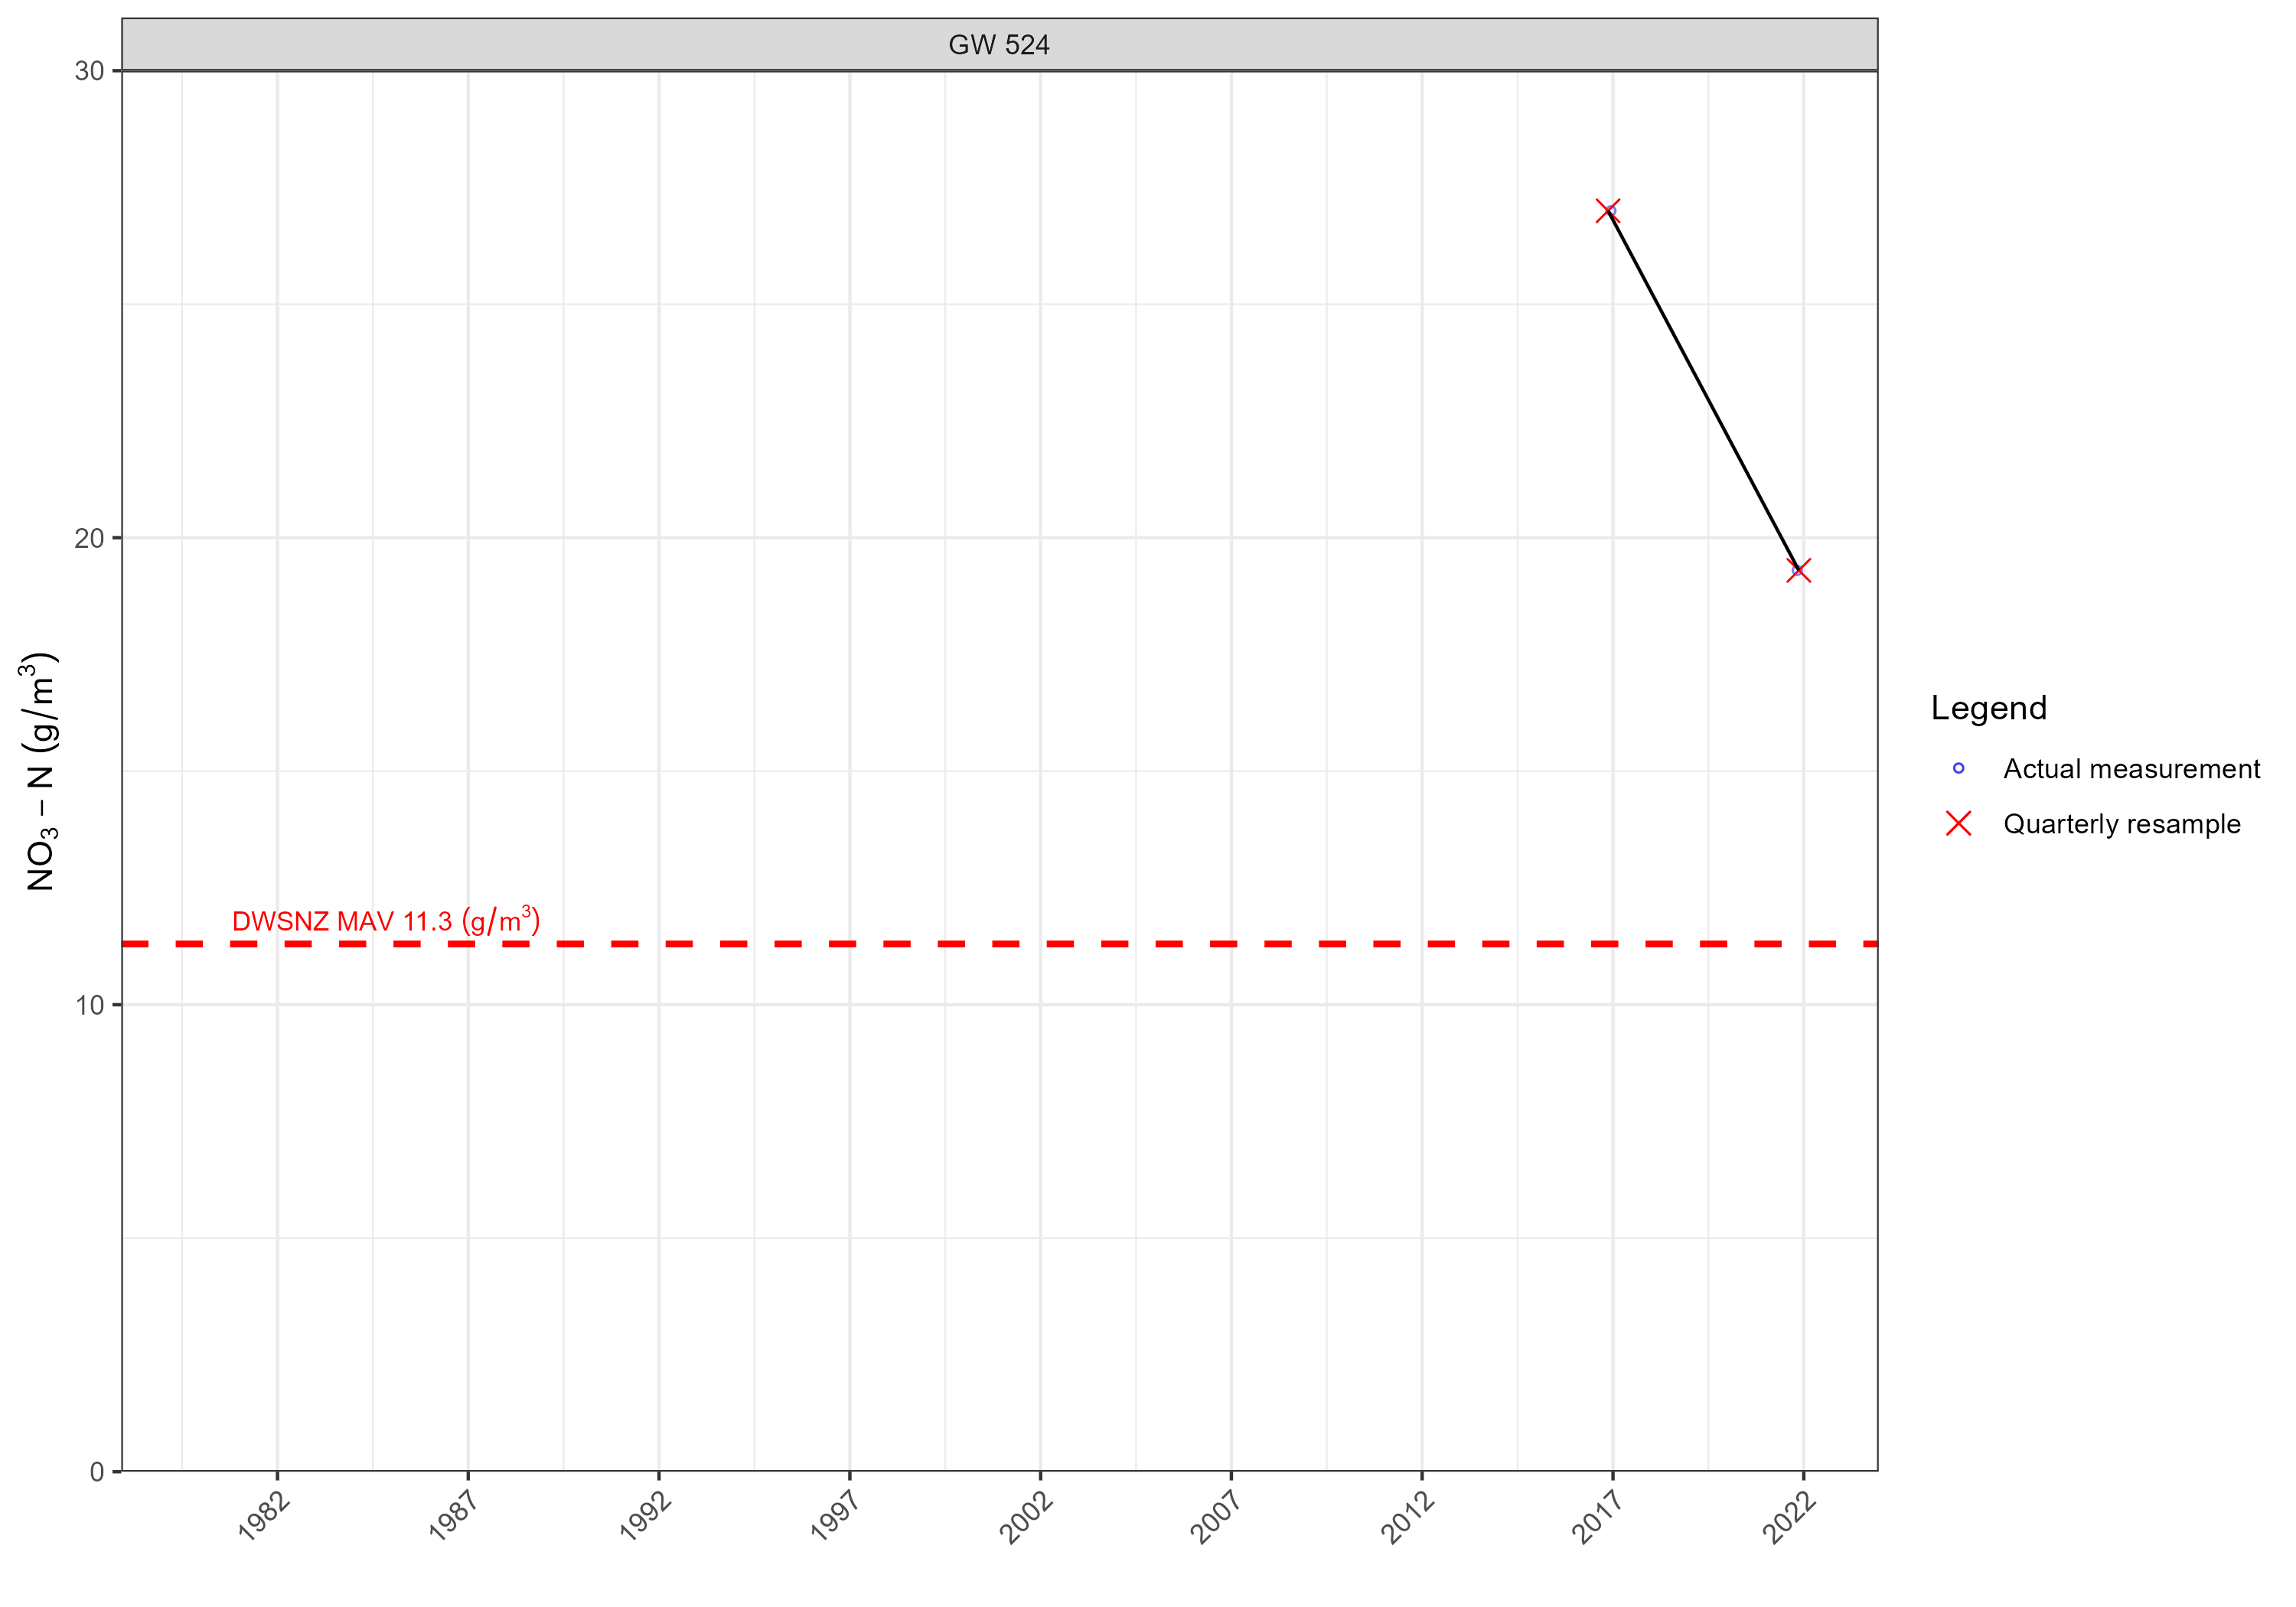 GW 524
30
20
10
0
NO₃ – N (g/m³)
DWSNZ MAV 11.3 (g/m³)
1982
1987
1992
1997
2002
2007
2012
2017
2022
Legend
Actual measurement
Quarterly resample